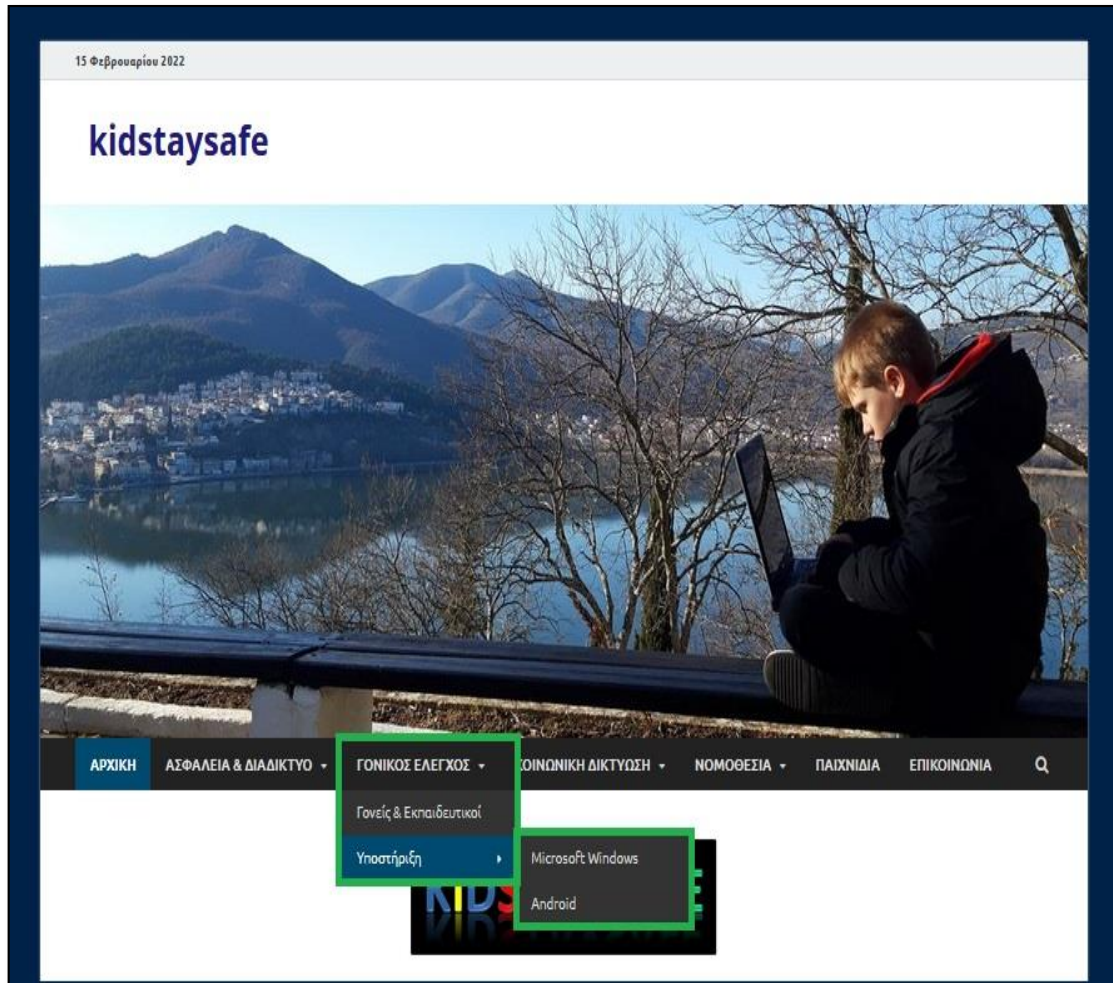 15 Φεβρουαρίου 2022
kidstaysafe
ΑΡΧΙΚΗ ΑΣΦΑΛΕΙΑ & ΔΙΑΔΙΚΤΥΟ ΓΟΝΙΚΟΣ ΕΛΕΓΧΟΣ ΚΟΙΝΩΝΙΚΗ ΔΙΚΤΥΩΣΗ ΝΟΜΟΘΕΣΙΑ ΠΑΙΧΝΙΔΙΑ ΕΠΙΚΟΙΝΩΝΙΑ
Γονείς & Εκπαιδευτικοί
Υποστήριξη Microsoft Windows
Android
KIDS